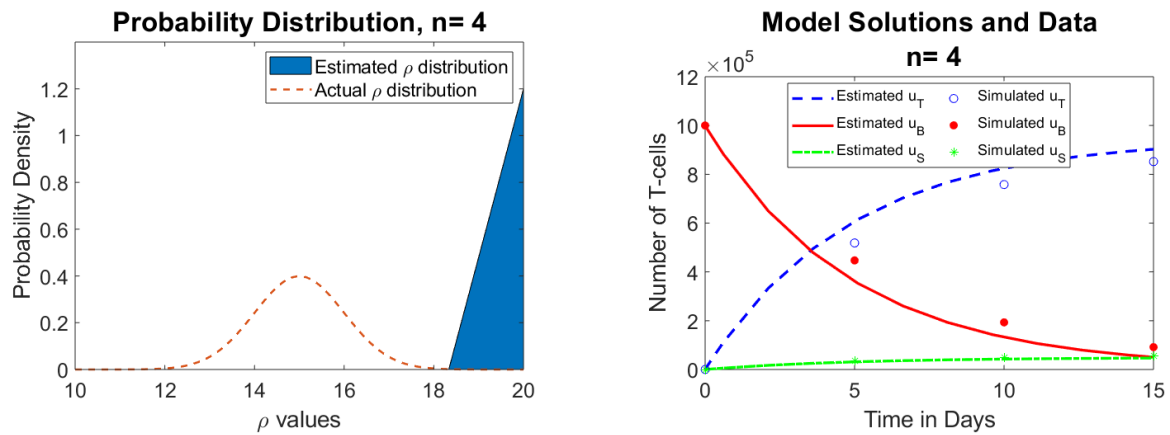 Probability Distribution, n= 4
Estimated ρ distribution
Actual ρ distribution
Probability Density
1.2
1
0.8
0.6
0.4
0.2
0
10 12 14 16 18 20
ρ values
Model Solutions and Data
n= 4
×10^5
Estimated u_T Simulated u_T
Estimated u_B Simulated u_B
Estimated u_S Simulated u_S
Number of T-cells
12
10
8
6
4
2
0
0 5 10 15
Time in Days